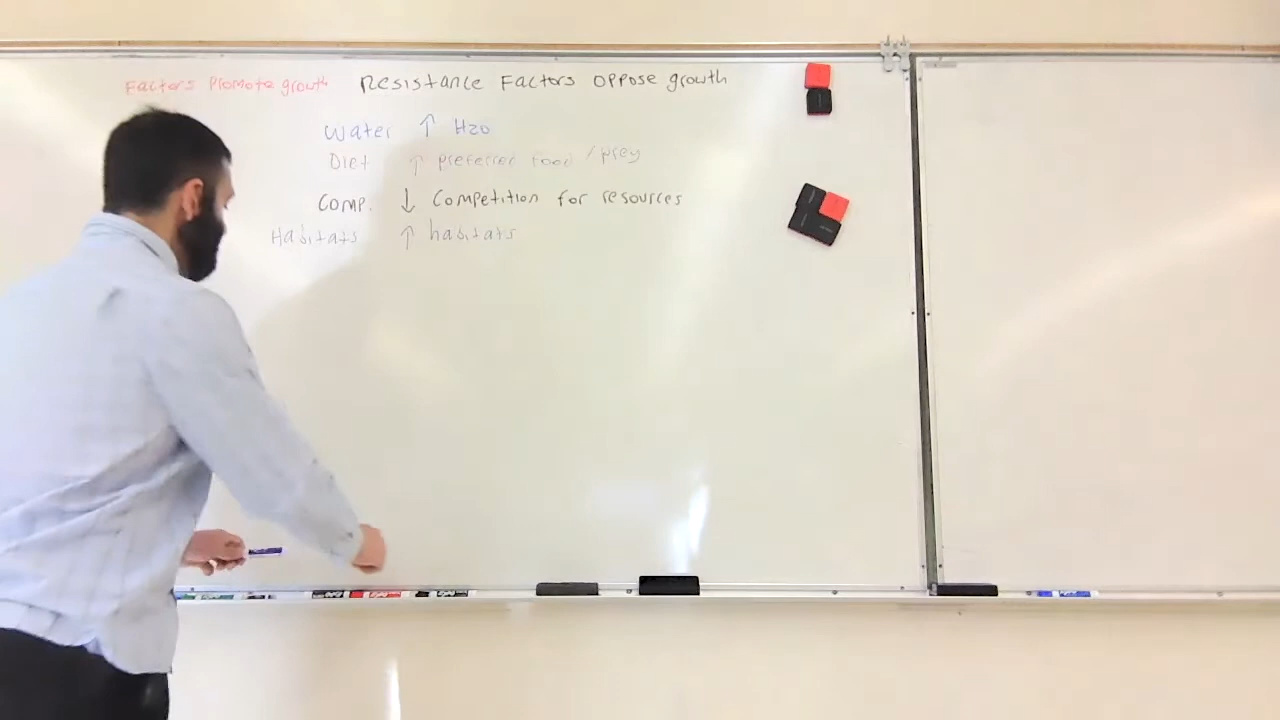 Factors Promote growth Resistance Factors oppose growth
Water ↑ H2O
Diet ↑ preferred food / prey
Comp. ↓ Competition for resources
Habitats ↑ habitats